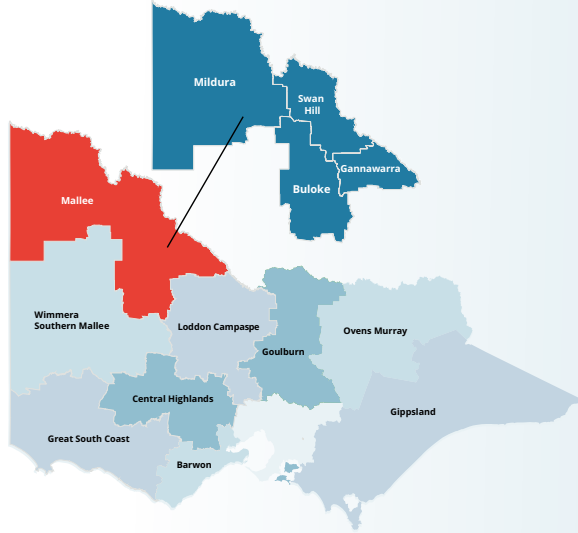 Mildura
Swan
Hill
Gannawarra
Buloke
Mallee
Wimmera
Southern Mallee
Loddon Campaspe
Ovens Murray
Goulburn
Central Highlands
Gippsland
Great South Coast
Barwon